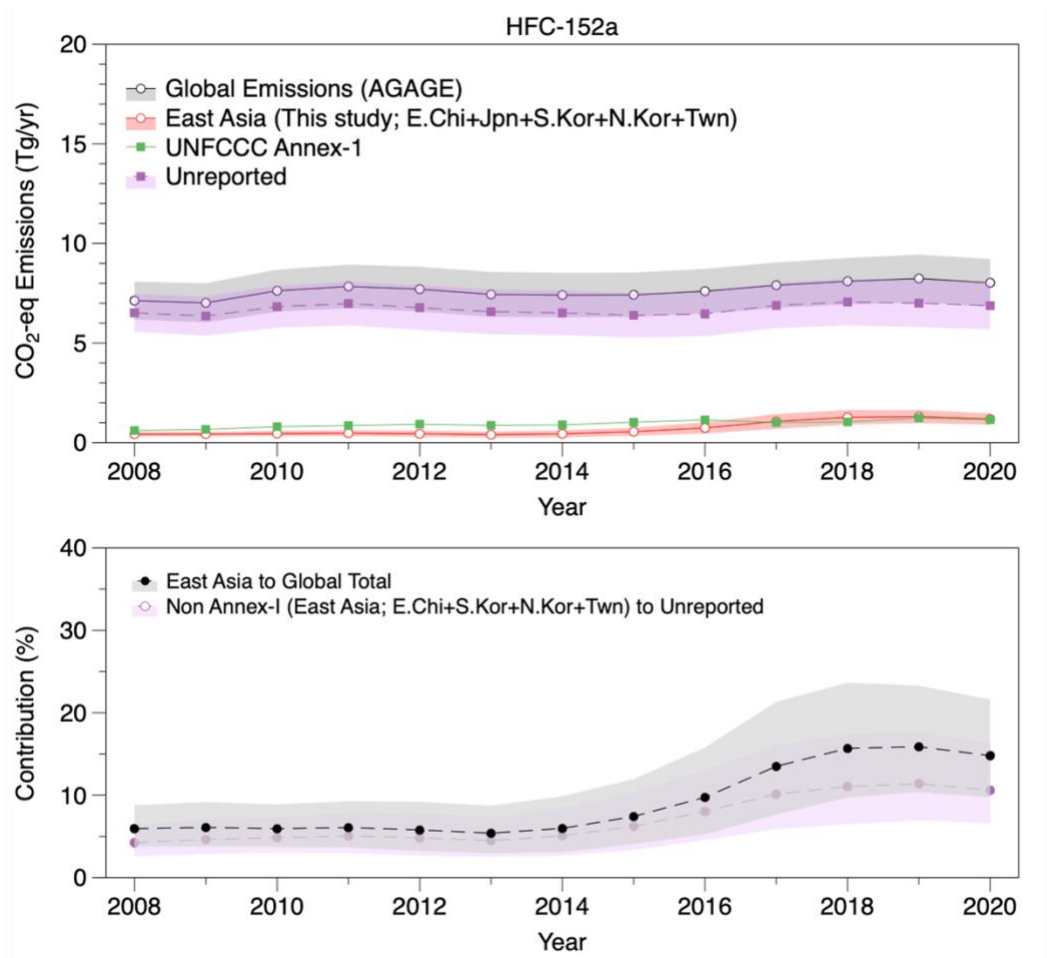 HFC-152a
20
15
10
5
0
CO2-eq Emissions (Tg/yr)
Global Emissions (AGAGE)
East Asia (This study; E.Chi+Jpn+S.Kor+N.Kor+Twn)
UNFCCC Annex-1
Unreported
2008 2010 2012 2014 2016 2018 2020
Year
40
30
20
10
0
Contribution (%)
East Asia to Global Total
Non Annex-I (East Asia; E.Chi+S.Kor+N.Kor+Twn) to Unreported
2008 2010 2012 2014 2016 2018 2020
Year